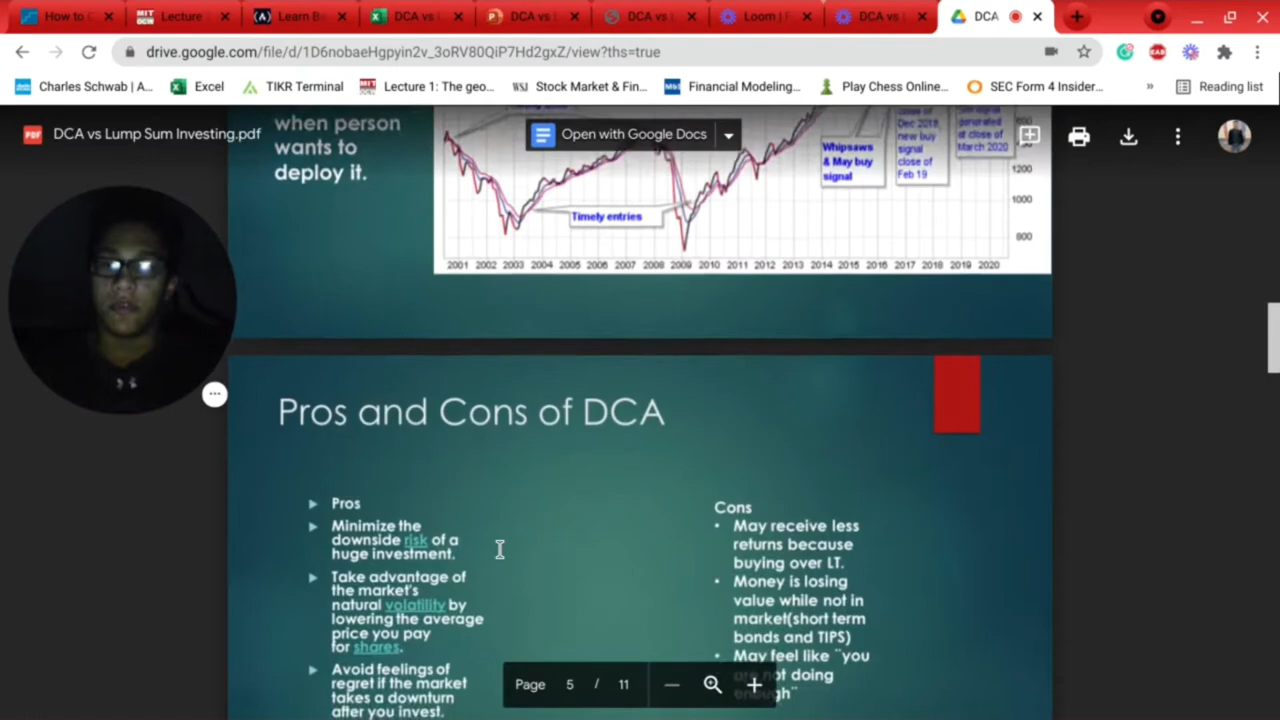 How to C
MIT OCW Lecture
Learn Ba
DCA vs L
DCA vs L
DCA vs L
Loom | F
DCA vs L
DCA
drive.google.com/file/d/1D6nobaeHgpyin2v_3oRV80QiP7Hd2gxZ/view?ths=true
Charles Schwab | A...
Excel
TIKR Terminal
Lecture 1: The geo...
Stock Market & Fin...
Financial Modeling...
Play Chess Online...
SEC Form 4 Insider...
»
Reading list
PDF
DCA vs Lump Sum Investing.pdf
Open with Google Docs
when person
wants to
deploy it.
Whipsaws
& May buy
signal
Dec 2018,
new buy
signal
close of
Feb 19
at close of
March 2020
Timely entries
1200
1000
800
2001 2002 2003 2004 2005 2006 2007 2008 2009 2010 2011 2012 2013 2014 2015 2016 2017 2018 2019 2020
Pros and Cons of DCA
Pros
Minimize the
downside risk of a
huge investment.
Take advantage of
the market's
natural volatility by
lowering the average
price you pay
for shares.
Avoid feelings of
regret if the market
takes a downturn
after you invest.
Cons
• May receive less
returns because
buying over LT.
• Money is losing
value while not in
market(short term
bonds and TIPS)
• May feel like ¨you
are not doing
enough¨
Page 5 / 11